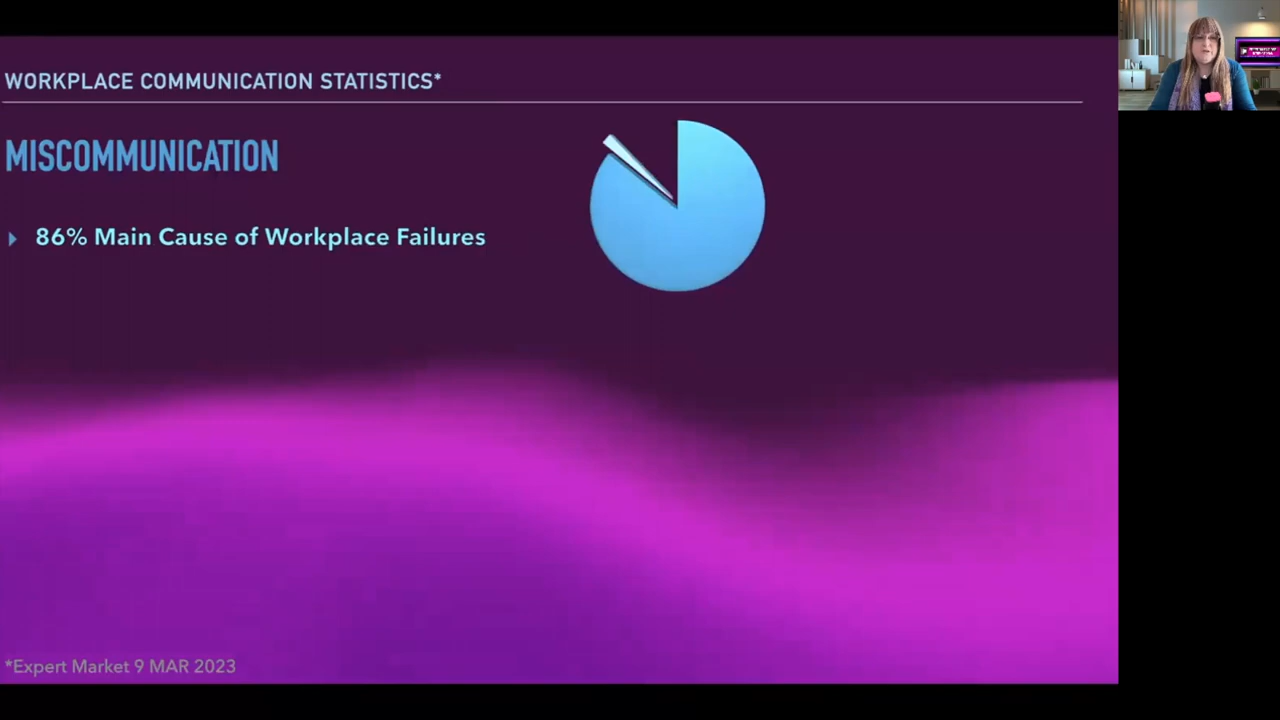 WORKPLACE COMMUNICATION STATISTICS*
MISCOMMUNICATION
86% Main Cause of Workplace Failures
*Expert Market 9 MAR 2023